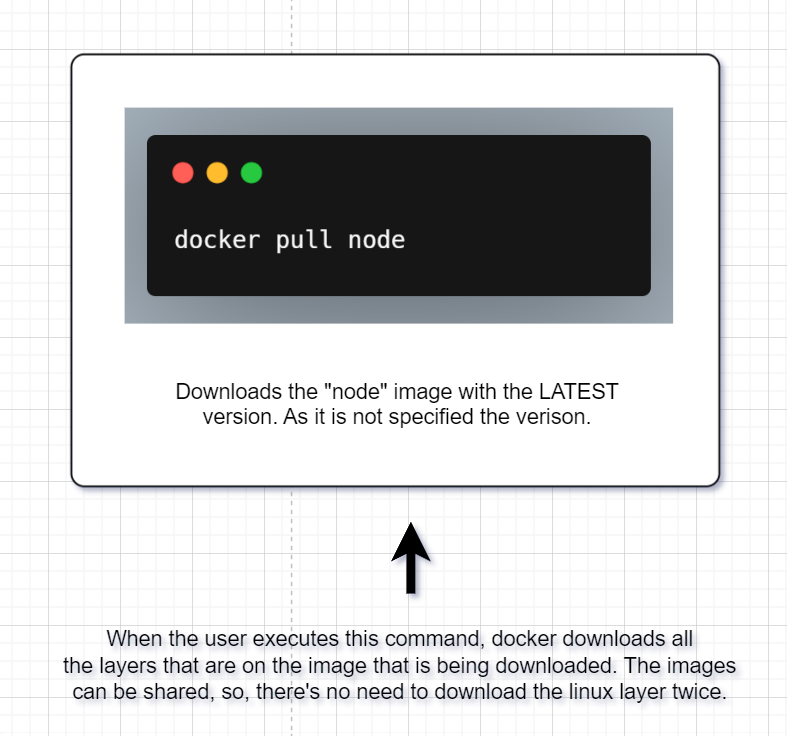 docker pull node
Downloads the "node" image with the LATEST
version. As it is not specified the verison.
When the user executes this command, docker downloads all
the layers that are on the image that is being downloaded. The images
can be shared, so, there's no need to download the linux layer twice.